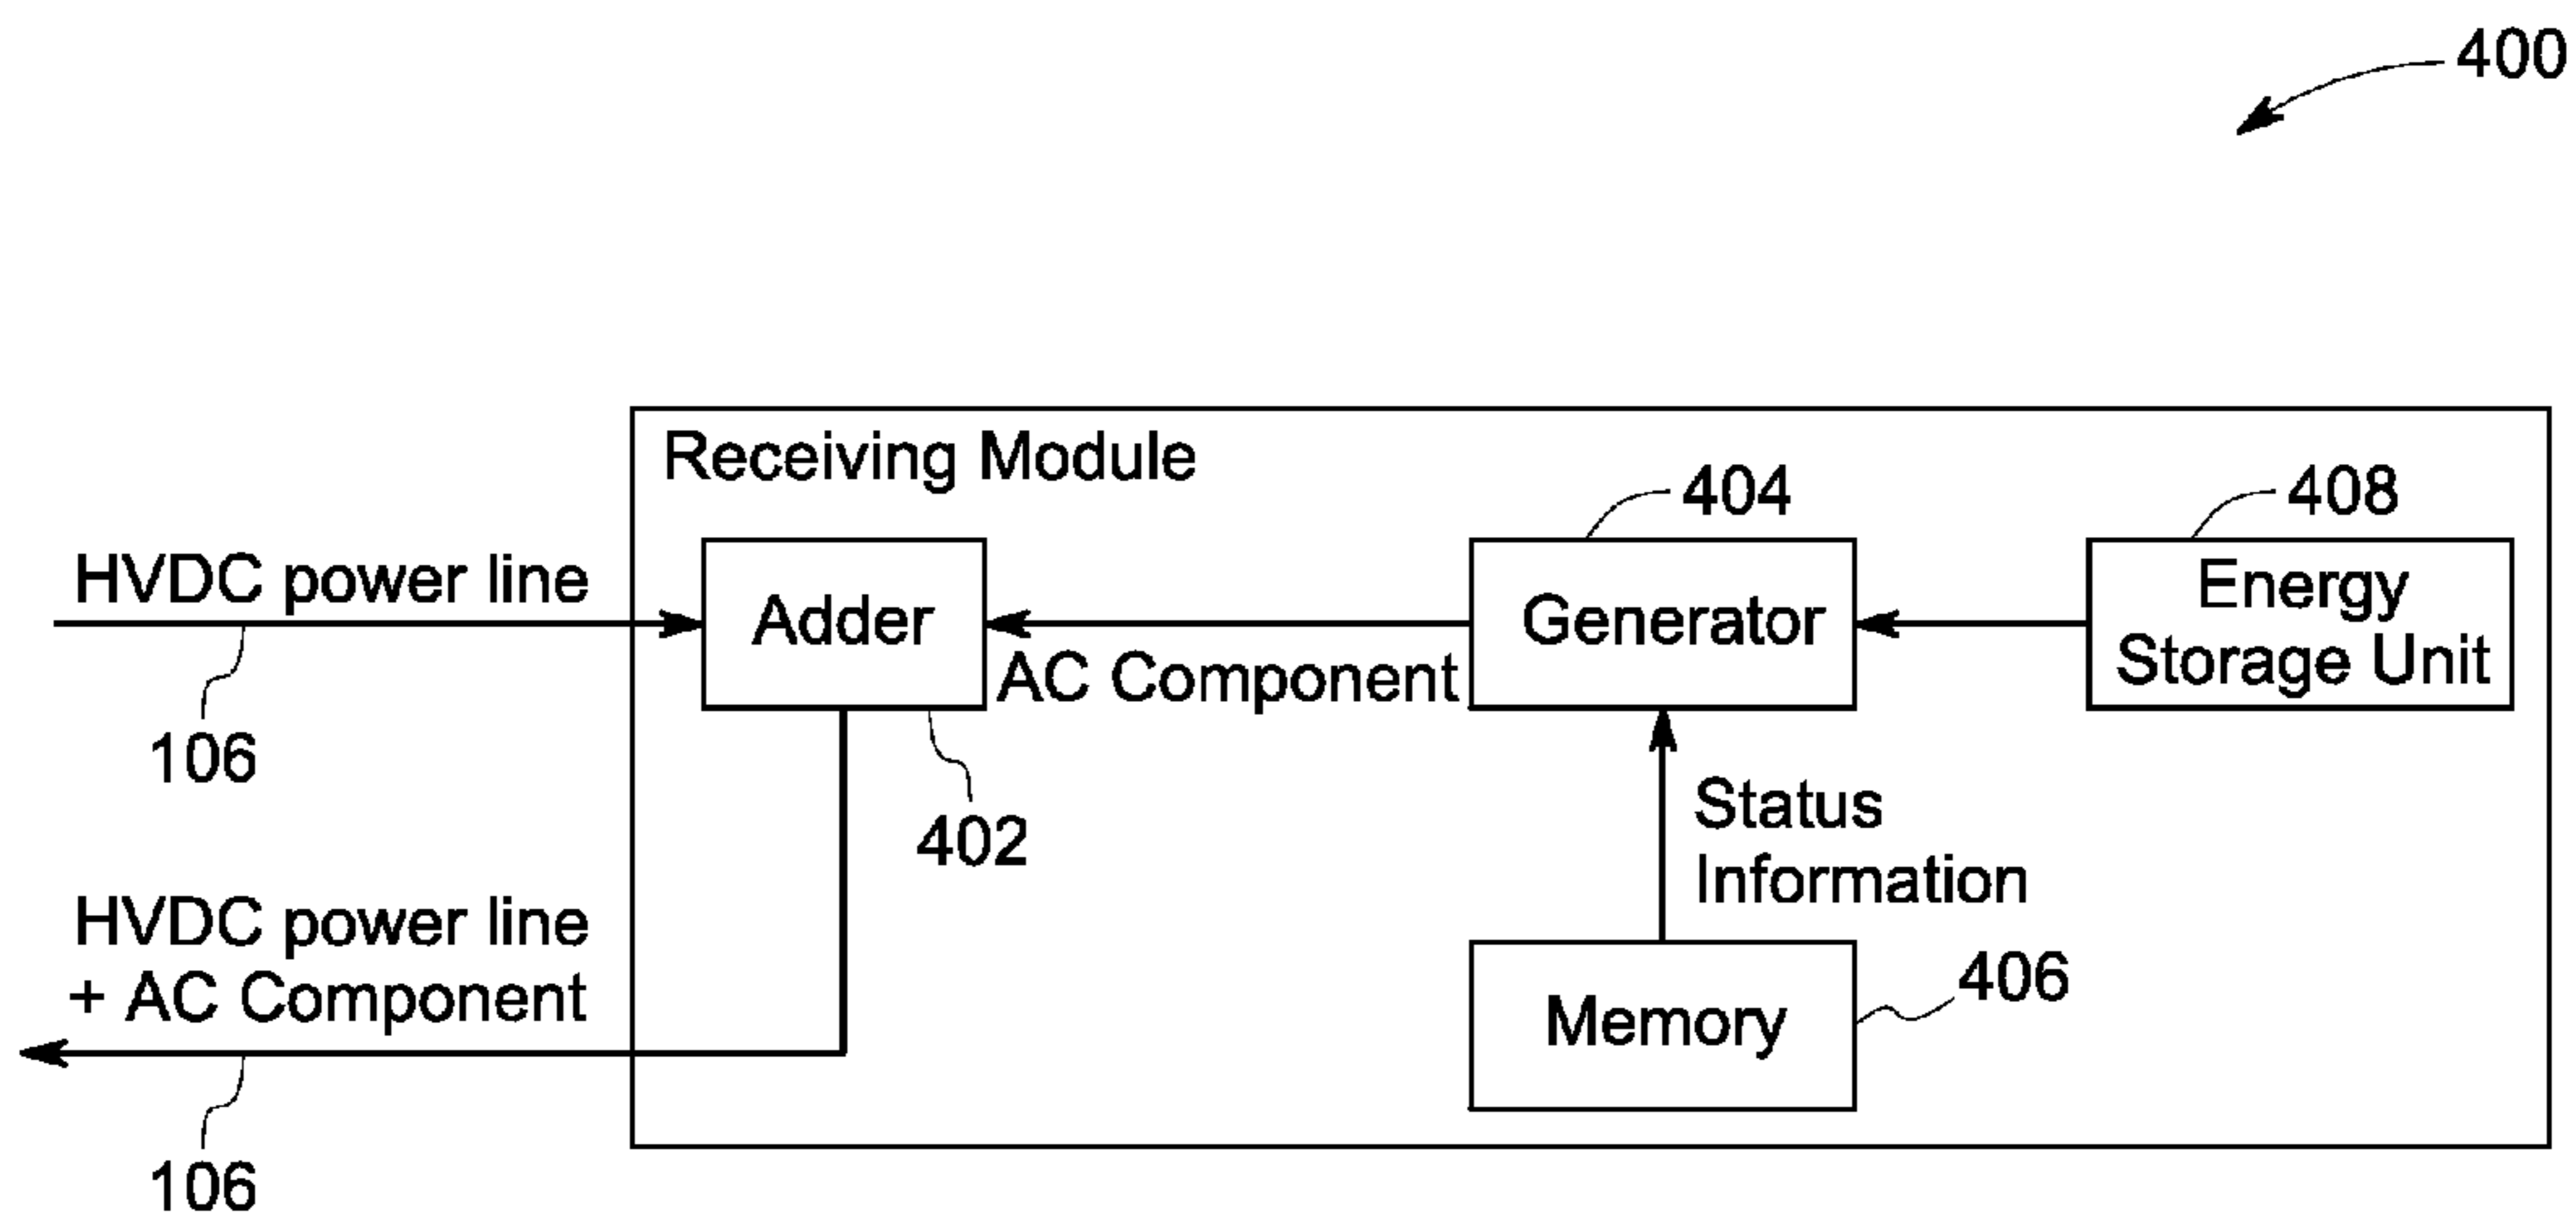 400
Receiving Module
404
408
HVDC power line
Adder
Generator
Energy
Storage Unit
AC Component
106
402
Status
Information
HVDC power line
+ AC Component
Memory
406
106